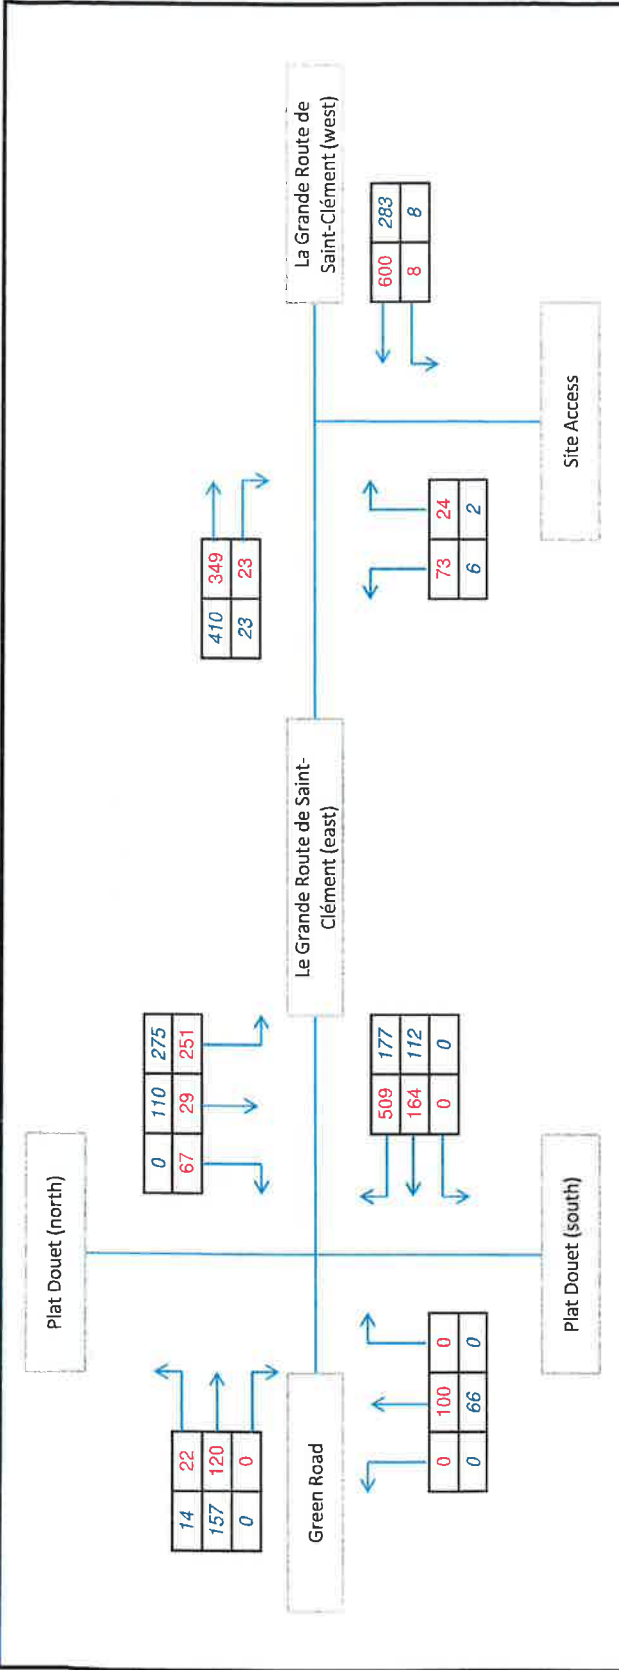 Plat Douet (north)
0 110 275
67 29 251
14 22
157 120
0 0
410 349
23 23
Green Road
Le Grande Route de Saint-
Clément (east)
La Grande Route de
Saint-Clément (west)
0 100 0
0 66 0
509 177
164 112
0 0
73 24
6 2
600 283
8 8
Plat Douet (south)
Site Access